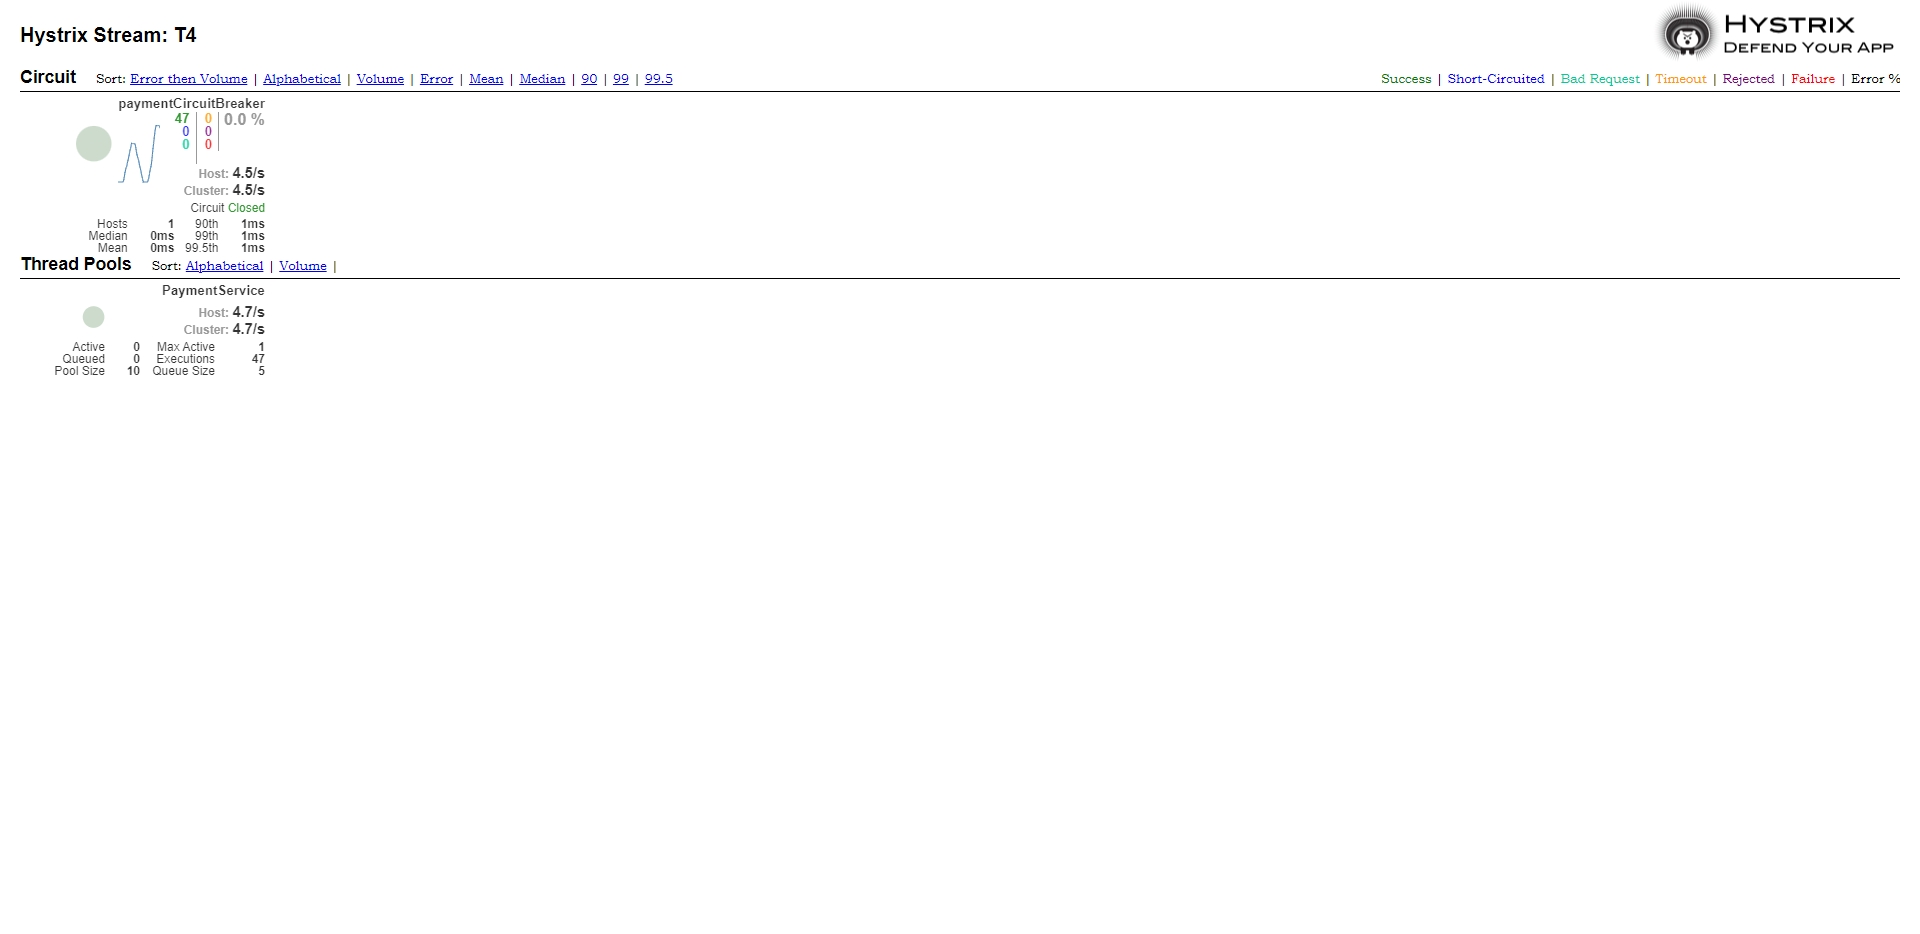 Hystrix Stream: T4
HYSTRIX
DEFEND YOUR APP
Circuit Sort: Error then Volume | Alphabetical | Volume | Error | Mean | Median | 90 | 99 | 99.5
Success | Short-Circuited | Bad Request | Timeout | Rejected | Failure | Error %
paymentCircuitBreaker
47 0 0.0 %
0 0
0 0
Host: 4.5/s
Cluster: 4.5/s
Circuit Closed
Hosts 1 90th 1ms
Median 0ms 99th 1ms
Mean 0ms 99.5th 1ms
Thread Pools Sort: Alphabetical | Volume |
PaymentService
Host: 4.7/s
Cluster: 4.7/s
Active 0 Max Active 1
Queued 0 Executions 47
Pool Size 10 Queue Size 5